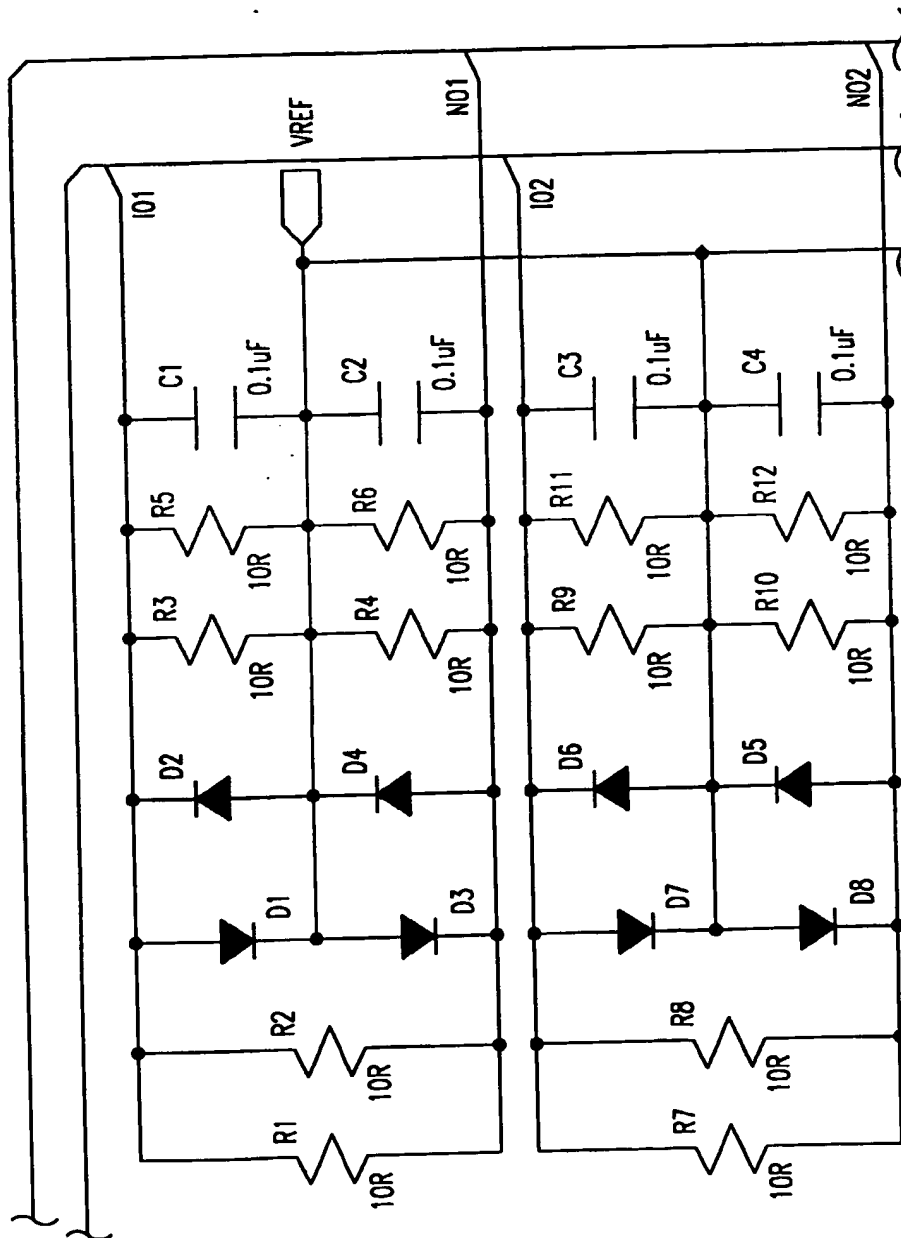 VREF
NO1
NO2
IO1
IO2
C1
0.1uF
C2
0.1uF
C3
0.1uF
C4
0.1uF
R5
10R
R6
10R
R11
10R
R12
10R
R3
10R
R4
10R
R9
10R
R10
10R
D2
D4
D6
D5
D1
D3
D7
D8
R2
10R
R8
10R
R1
10R
R7
10R